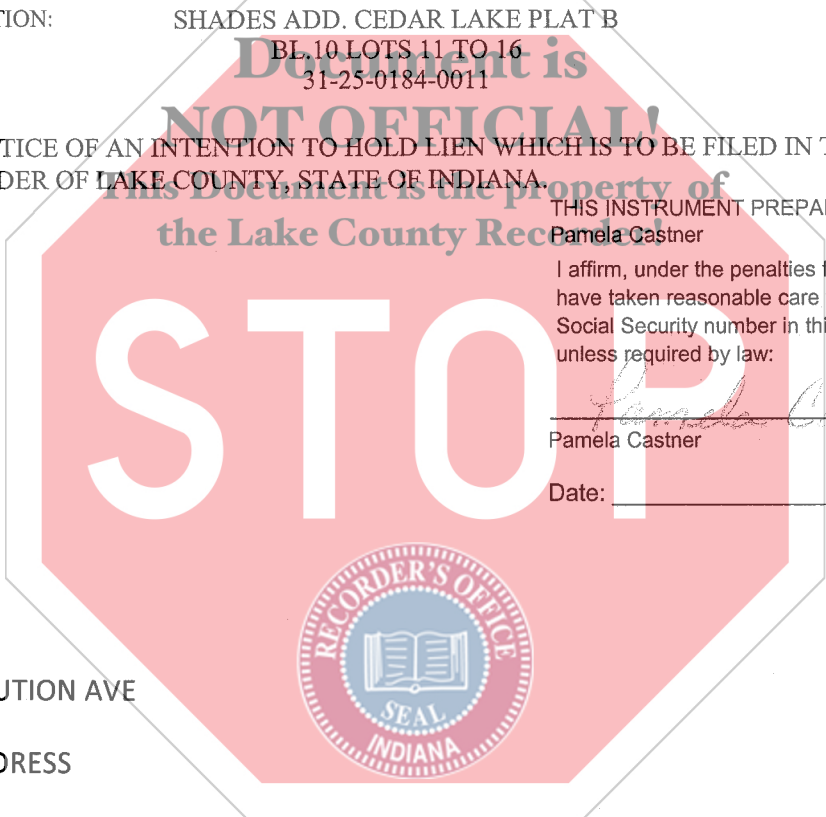 TION: SHADES ADD. CEDAR LAKE PLAT B
Document is
BL.10 LOTS 11 TO 16
31-25-0184-0011
NOT OFFICIAL!
TICE OF AN INTENTION TO HOLD LIEN WHICH IS TO BE FILED IN T
DER OF LAKE COUNTY, STATE OF INDIANA.
This Document is the property of
the Lake County Recorder!
THIS INSTRUMENT PREPAR
Pamela Castner
I affirm, under the penalties f
have taken reasonable care
Social Security number in thi
unless required by law:
Pamela C
Pamela Castner
Date:
STOP
RECORDER'S OFFICE
SEAL
INDIANA
UTION AVE
DRESS